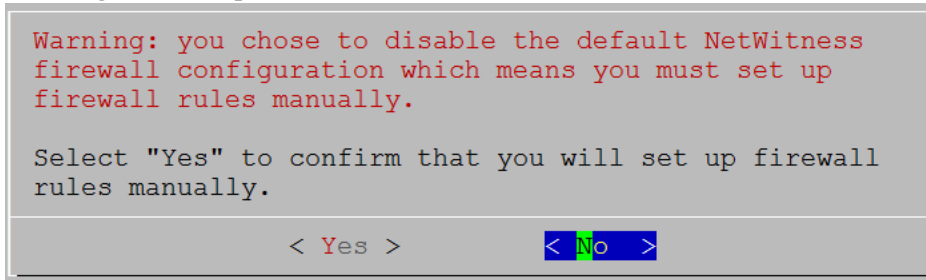 Warning: you chose to disable the default NetWitness
firewall configuration which means you must set up
firewall rules manually.
Select "Yes" to confirm that you will set up firewall
rules manually.
< Yes > < No >